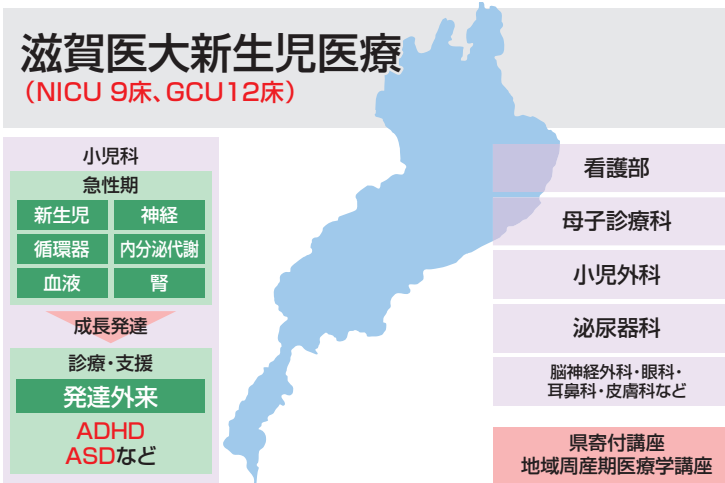 滋賀医大新生児医療
（NICU 9床、GCU12床）
小児科
急性期
新生児
神経
循環器
内分泌代謝
血液
腎
成長発達
診療・支援
発達外来
ADHD
ASDなど
看護部
母子診療科
小児外科
泌尿器科
脳神経外科・眼科・
耳鼻科・皮膚科など
県寄付講座
地域周産期医療学講座